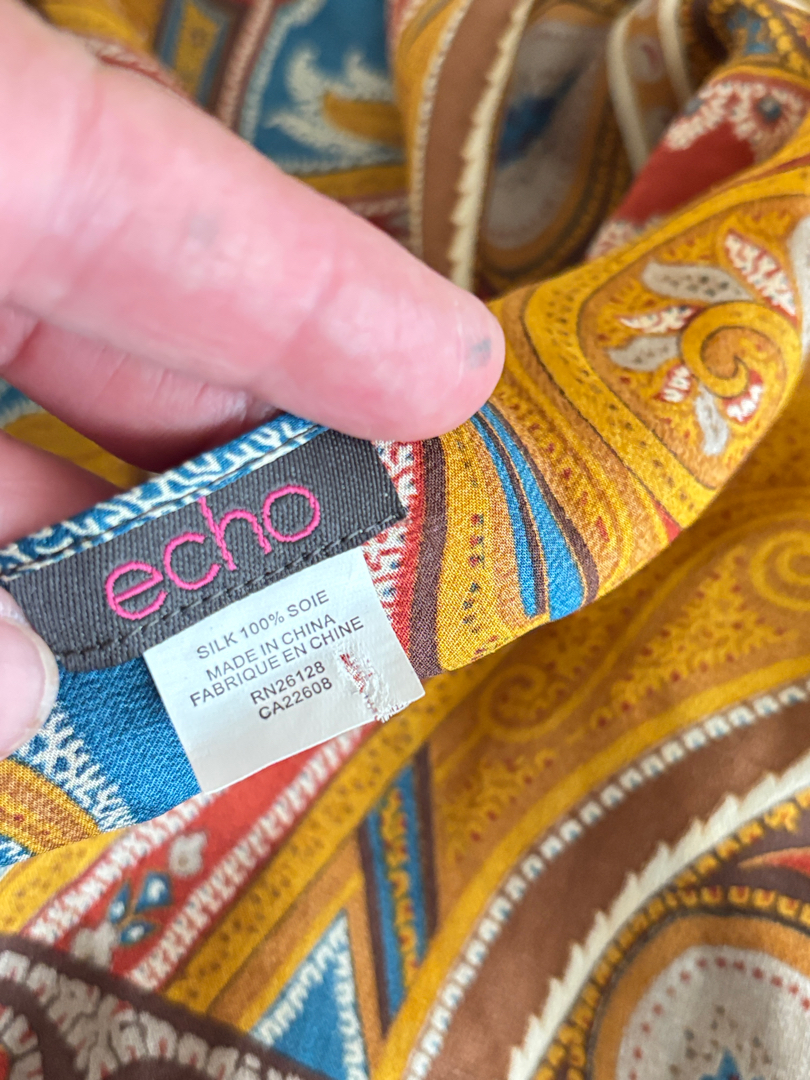 echo
SILK 100% SOIE
MADE IN CHINA
FABRIQUE EN CHINE
RN26128
CA22608